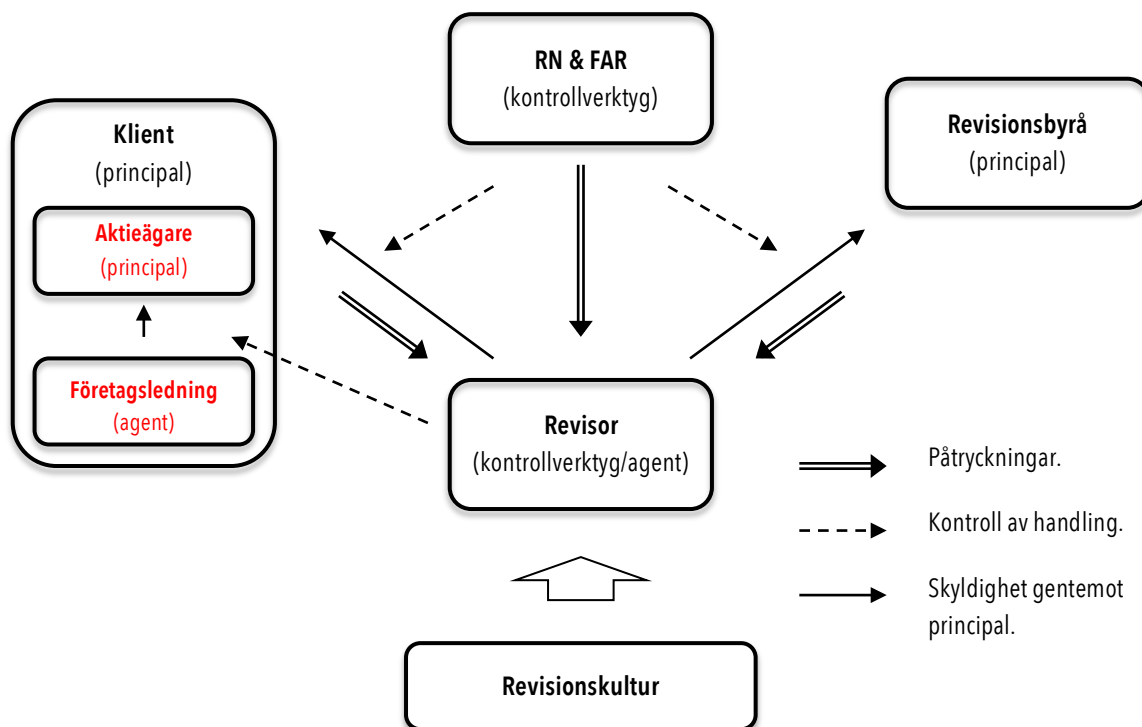 RN & FAR
(kontrollverktyg)
Klient
(principal)
Aktieägare
(principal)
Företagsledning
(agent)
Revisionsbyrå
(principal)
Revisor
(kontrollverktyg/agent)
Påtryckningar.
Kontroll av handling.
Skyldighet gentemot
principal.
Revisionskultur